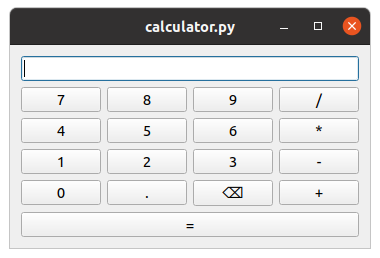 calculator.py
7 8 9 /
4 5 6 *
1 2 3 -
0 . ⌫ +
=